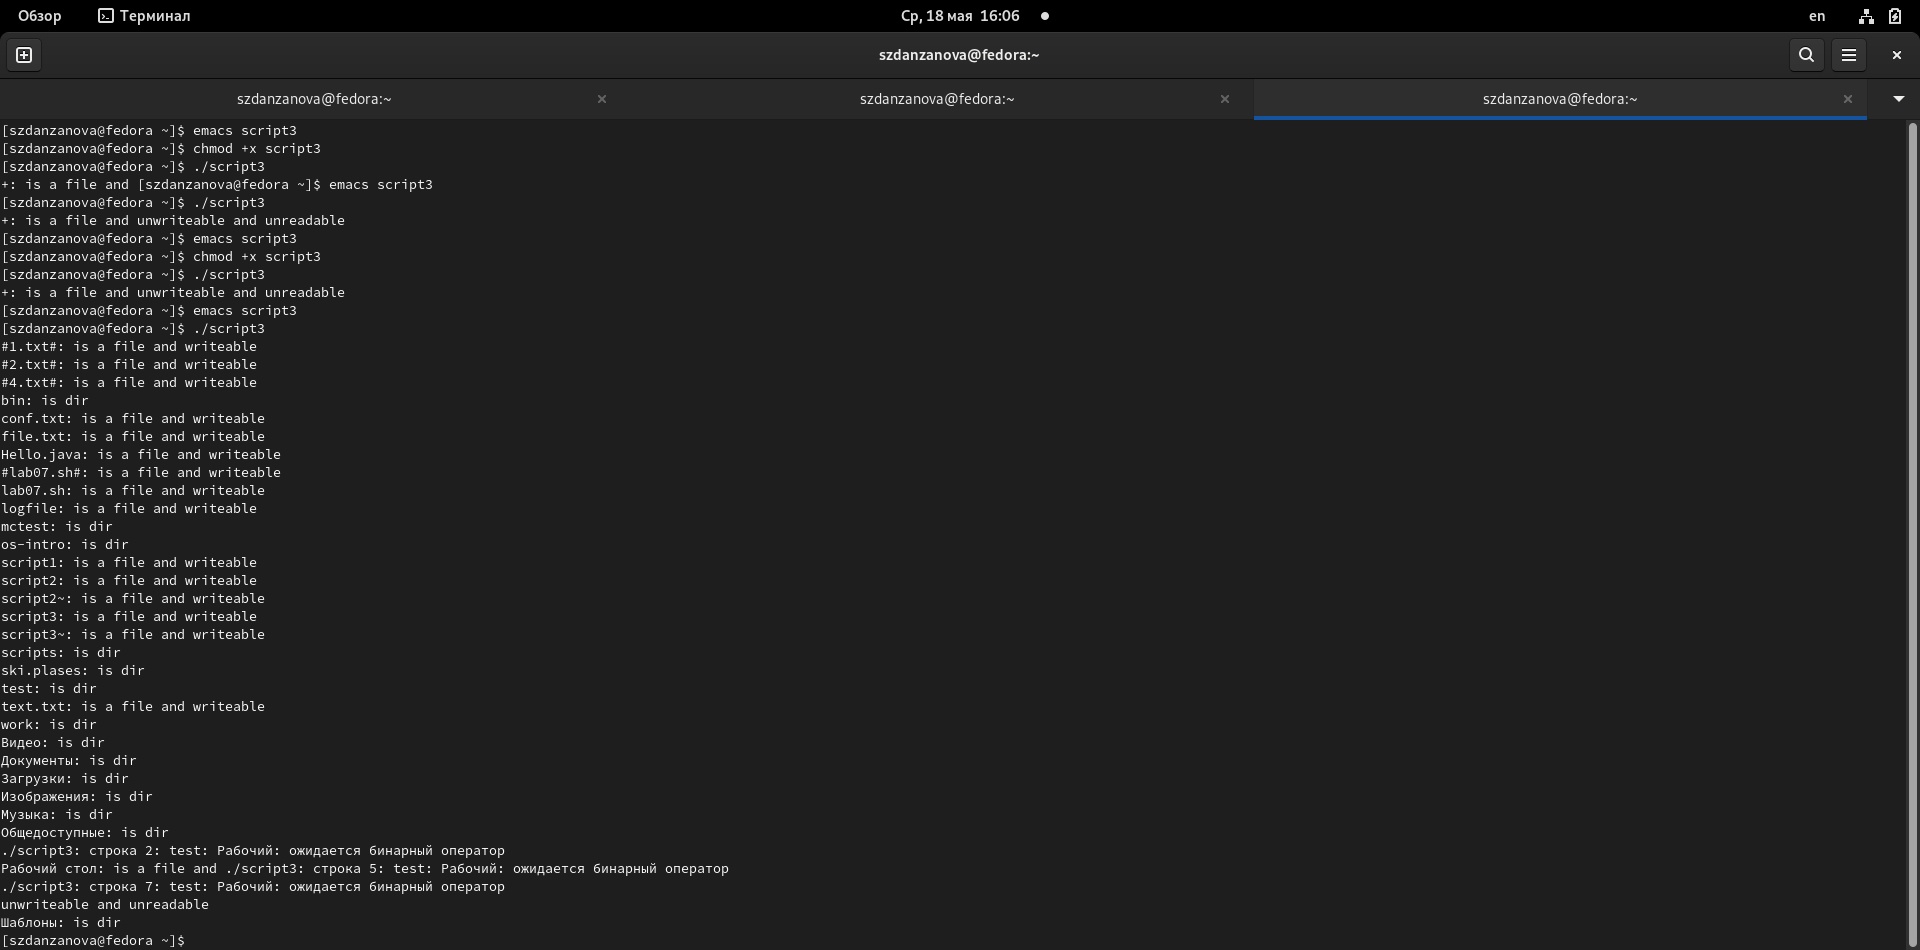 Обзор Терминал Ср, 18 мая 16:06 en
szdanzanova@fedora:~
szdanzanova@fedora:~ szdanzanova@fedora:~ szdanzanova@fedora:~
[szdanzanova@fedora ~]$ emacs script3
[szdanzanova@fedora ~]$ chmod +x script3
[szdanzanova@fedora ~]$ ./script3
+: is a file and [szdanzanova@fedora ~]$ emacs script3
[szdanzanova@fedora ~]$ ./script3
+: is a file and unwriteable and unreadable
[szdanzanova@fedora ~]$ emacs script3
[szdanzanova@fedora ~]$ chmod +x script3
[szdanzanova@fedora ~]$ ./script3
+: is a file and unwriteable and unreadable
[szdanzanova@fedora ~]$ emacs script3
[szdanzanova@fedora ~]$ ./script3
#1.txt#: is a file and writeable
#2.txt#: is a file and writeable
#4.txt#: is a file and writeable
bin: is dir
conf.txt: is a file and writeable
file.txt: is a file and writeable
Hello.java: is a file and writeable
#lab07.sh#: is a file and writeable
lab07.sh: is a file and writeable
logfile: is a file and writeable
mctest: is dir
os-intro: is dir
script1: is a file and writeable
script2: is a file and writeable
script2~: is a file and writeable
script3: is a file and writeable
script3~: is a file and writeable
scripts: is dir
ski.plases: is dir
test: is dir
text.txt: is a file and writeable
work: is dir
Видео: is dir
Документы: is dir
Загрузки: is dir
Изображения: is dir
Музыка: is dir
Общедоступные: is dir
./script3: строка 2: test: Рабочий: ожидается бинарный оператор
Рабочий стол: is a file and ./script3: строка 5: test: Рабочий: ожидается бинарный оператор
./script3: строка 7: test: Рабочий: ожидается бинарный оператор
unwriteable and unreadable
Шаблоны: is dir
[szdanzanova@fedora ~]$